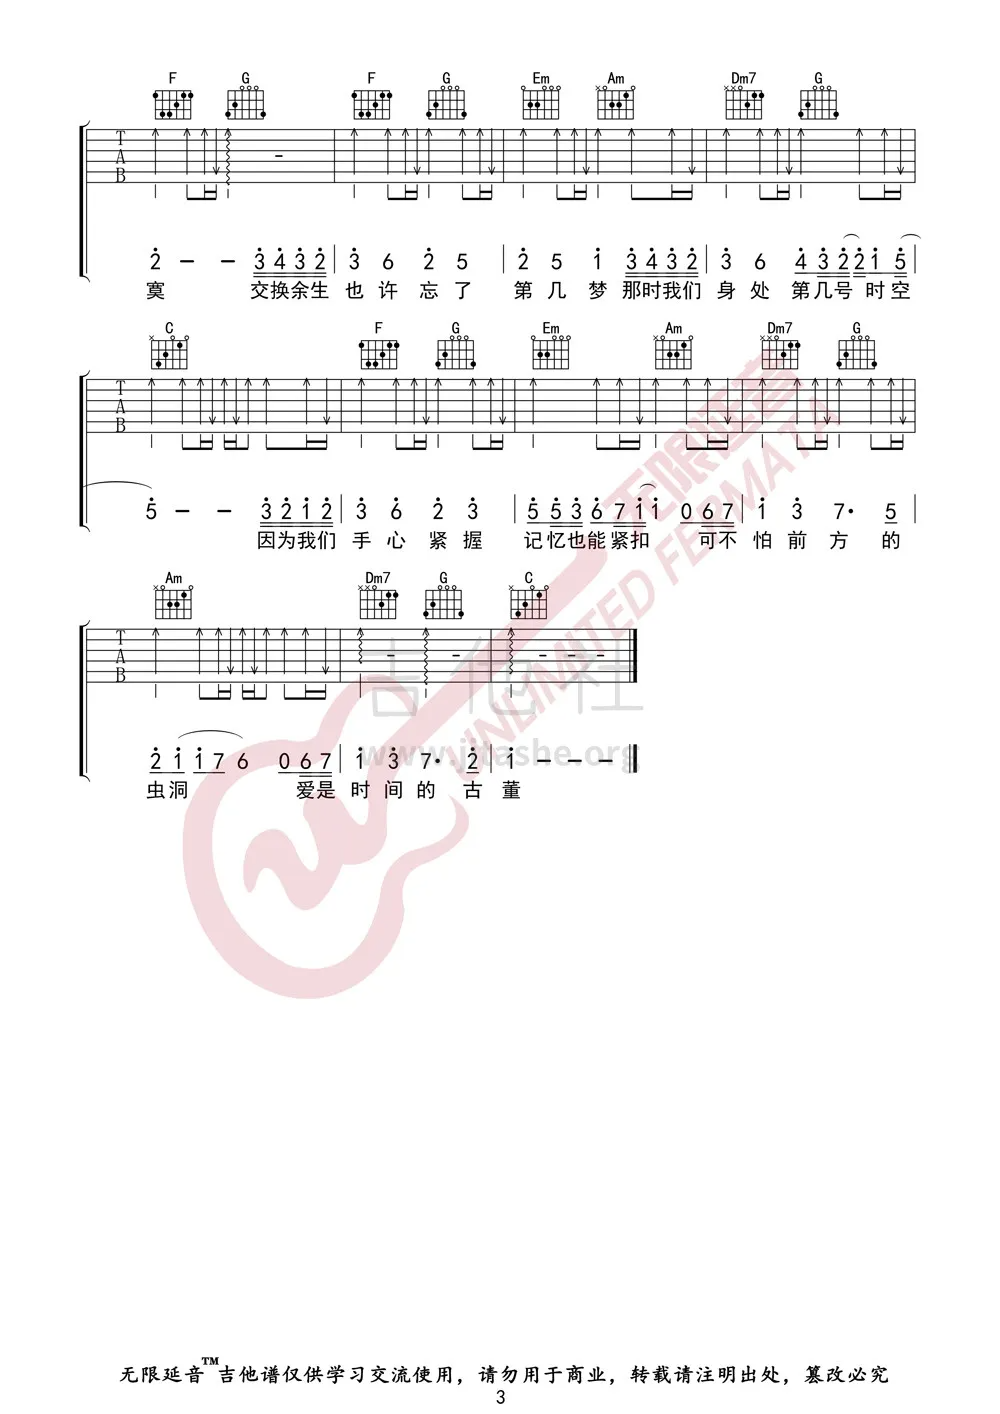 F G F G Em Am Dm7 G
T
A
B
2 - - 3 4 3 2 | 3 6 2 5 | 2 5 1 3 4 3 2 | 3 6 4 3 2 2 1 5 |
寞 交换余生 也 许 忘 了 第 几 梦 那时我们 身 处 第几号 时 空
C F G Em Am Dm7 G
T
A
B
5 - - 3 2 1 2 | 3 6 2 3 | 5 5 3 6 7 1 1 0 6 7 | 1 3 7· 5 |
因为我们 手 心 紧 握 记忆也能紧扣 可不 怕 前 方 的
Am Dm7 G C
T
A
B
2 1 1 7 6 0 6 7 | 1 3 7· 2 | 1 - - -
虫洞 爱是 时 间 的 古 董
无限延音
UNLIMITED FERMATA
吉他社
www.jitashe.org
无限延音™吉他谱仅供学习交流使用，请勿用于商业，转载请注明出处，篡改必究
3